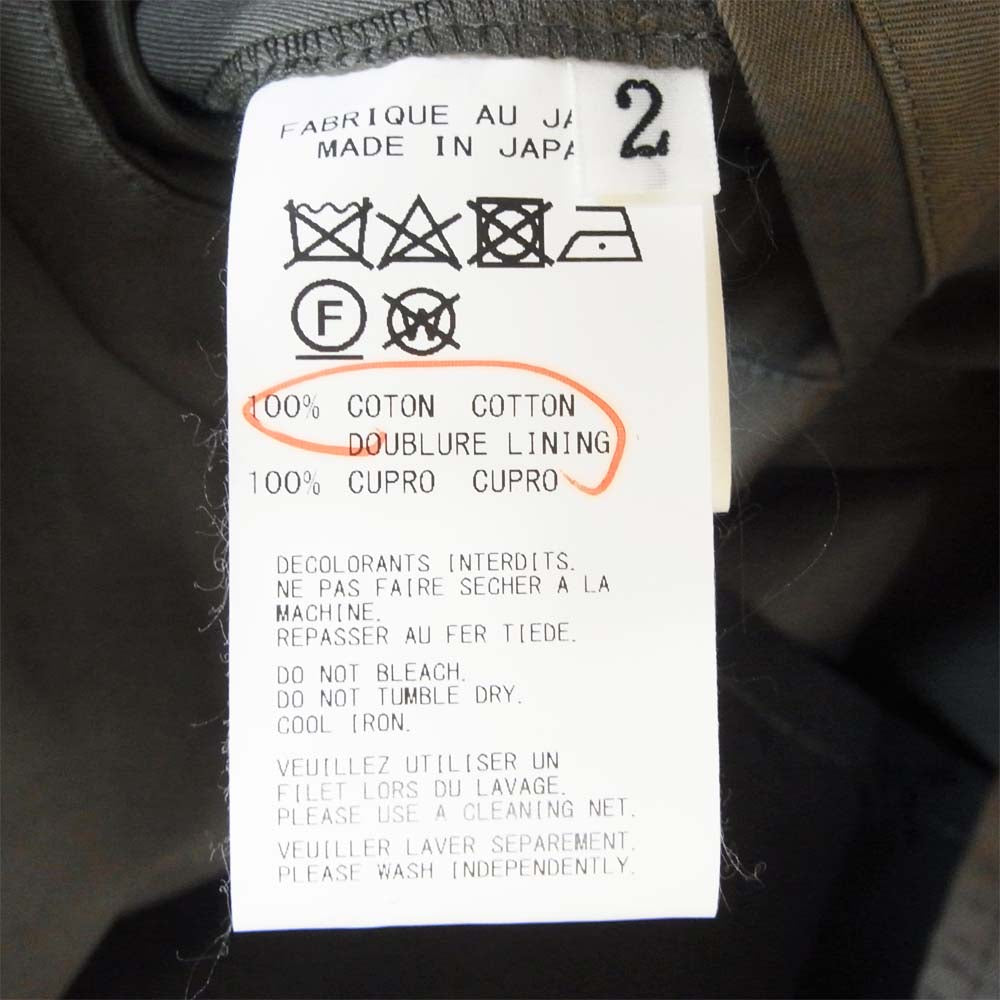 FABRIQUE AU JA
MADE IN JAPA
2
F
W
100% COTON COTTON
DOUBLURE LINING
100% CUPRO CUPRO
DECOLORANTS INTERDITS.
NE PAS FAIRE SECHER A LA
MACHINE.
REPASSER AU FER TIEDE.
DO NOT BLEACH.
DO NOT TUMBLE DRY.
COOL IRON.
VEUILLEZ UTILISER UN
FILET LORS DU LAVAGE.
PLEASE USE A CLEANING NET.
VEUILLER LAVER SEPAREMENT.
PLEASE WASH INDEPENDENTLY.